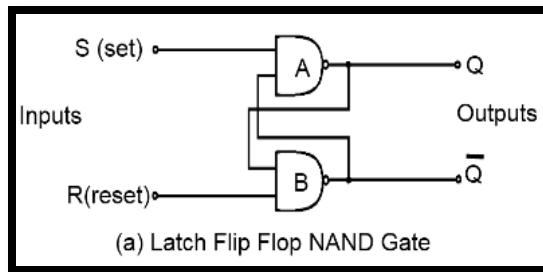 S (set)
A
Q
Inputs
Outputs
B
Q̅
R(reset)
(a) Latch Flip Flop NAND Gate